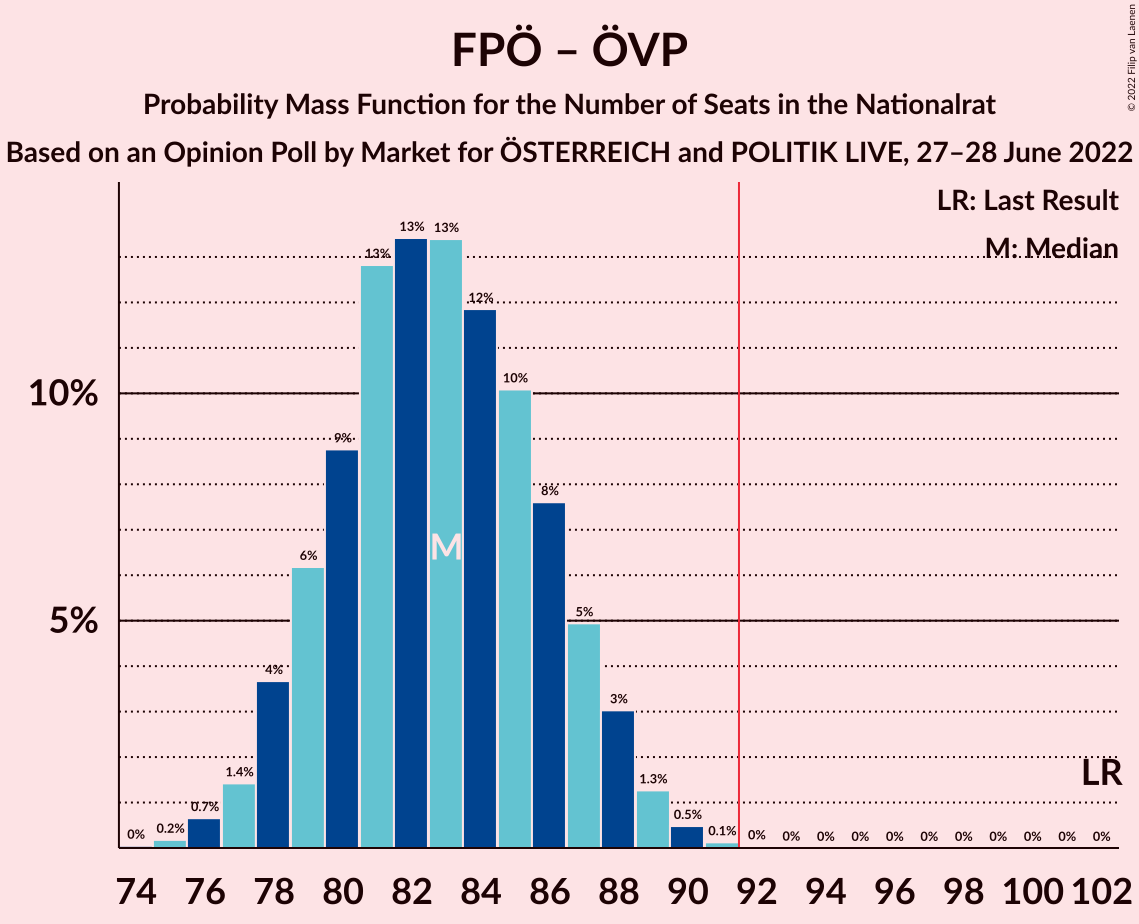 FPÖ – ÖVP
Probability Mass Function for the Number of Seats in the Nationalrat
Based on an Opinion Poll by Market for ÖSTERREICH and POLITIK LIVE, 27–28 June 2022
© 2022 Filip van Laenen
LR: Last Result
M: Median
10%
5%
0% 0.2% 0.7% 1.4% 4% 6% 9% 13% 13% 13% 12% 10% 8% 5% 3% 1.3% 0.5% 0.1% 0% 0% 0% 0% 0% 0% 0% 0% 0% 0% 0%
M
LR
74 76 78 80 82 84 86 88 90 92 94 96 98 100 102